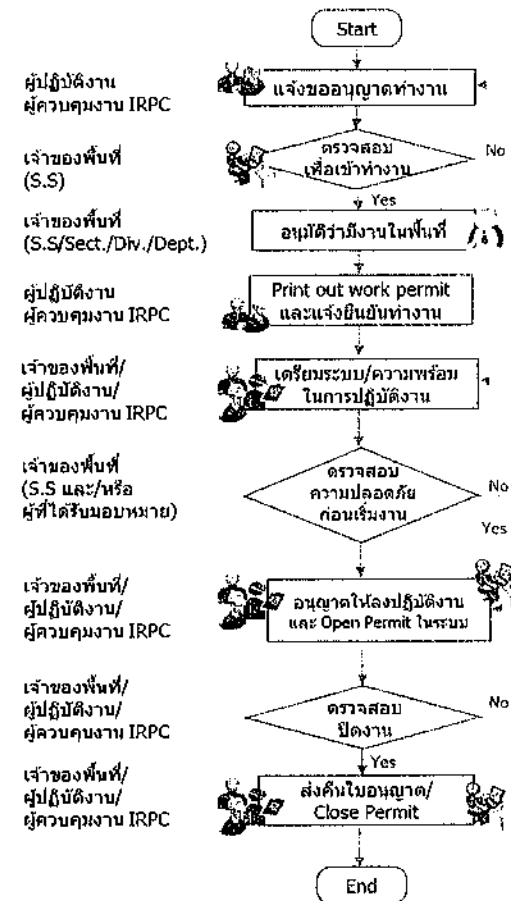 Start
ผู้ปฏิบัติงาน
ผู้ควบคุมงาน IRPC
แจ้งขออนุญาตทำงาน
เจ้าของพื้นที่
(S.S)
ตรวจสอบ
เพื่อเข้าทำงาน
No
Yes
เจ้าของพื้นที่
(S.S/Sect./Div./Dept.)
อนุมัติว่ามีงานในพื้นที่
ผู้ปฏิบัติงาน
ผู้ควบคุมงาน IRPC
Print out work permit
และแจ้งยืนยันทำงาน
เจ้าของพื้นที่/
ผู้ปฏิบัติงาน/
ผู้ควบคุมงาน IRPC
เตรียมระบบ/ความพร้อม
ในการปฏิบัติงาน
เจ้าของพื้นที่
(S.S และ/หรือ
ผู้ที่ได้รับมอบหมาย)
ตรวจสอบ
ความปลอดภัย
ก่อนเริ่มงาน
No
Yes
เจ้าของพื้นที่/
ผู้ปฏิบัติงาน/
ผู้ควบคุมงาน IRPC
อนุญาตให้ลงปฏิบัติงาน
และ Open Permit ในระบบ
เจ้าของพื้นที่/
ผู้ปฏิบัติงาน/
ผู้ควบคุมงาน IRPC
ตรวจสอบ
ปิดงาน
No
Yes
เจ้าของพื้นที่/
ผู้ปฏิบัติงาน/
ผู้ควบคุมงาน IRPC
ส่งคืนใบอนุญาต/
Close Permit
End